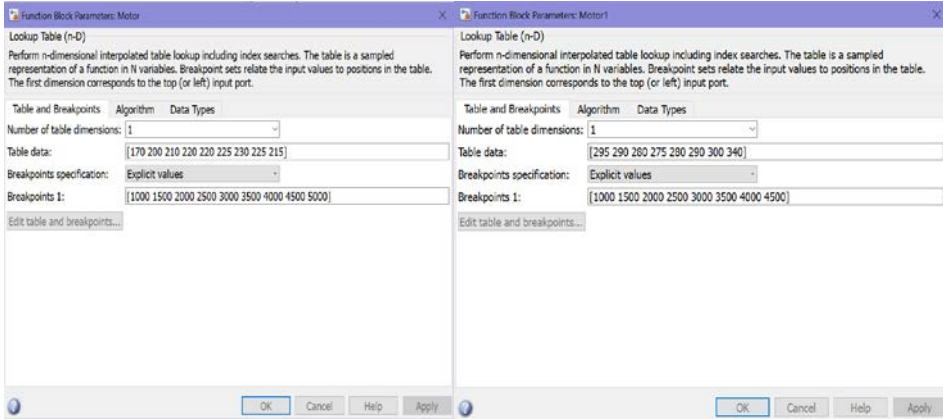 Function Block Parameters: Motor
Lookup Table (n-D)
Perform n-dimensional interpolated table lookup including index searches. The table is a sampled
representation of a function in N variables. Breakpoint sets relate the input values to positions in the table.
The first dimension corresponds to the top (or left) input port.
Table and Breakpoints Algorithm Data Types
Number of table dimensions: 1
Table data: [170 200 210 220 220 225 230 225 215]
Breakpoints specification: Explicit values
Breakpoints 1: [1000 1500 2000 2500 3000 3500 4000 4500 5000]
Edit table and breakpoints...
OK Cancel Help Apply
Function Block Parameters: Motor1
Lookup Table (n-D)
Perform n-dimensional interpolated table lookup including index searches. The table is a sampled
representation of a function in N variables. Breakpoint sets relate the input values to positions in the table.
The first dimension corresponds to the top (or left) input port.
Table and Breakpoints Algorithm Data Types
Number of table dimensions: 1
Table data: [295 290 280 275 280 290 300 340]
Breakpoints specification: Explicit values
Breakpoints 1: [1000 1500 2000 2500 3000 3500 4000 4500]
Edit table and breakpoints...
OK Cancel Help Apply